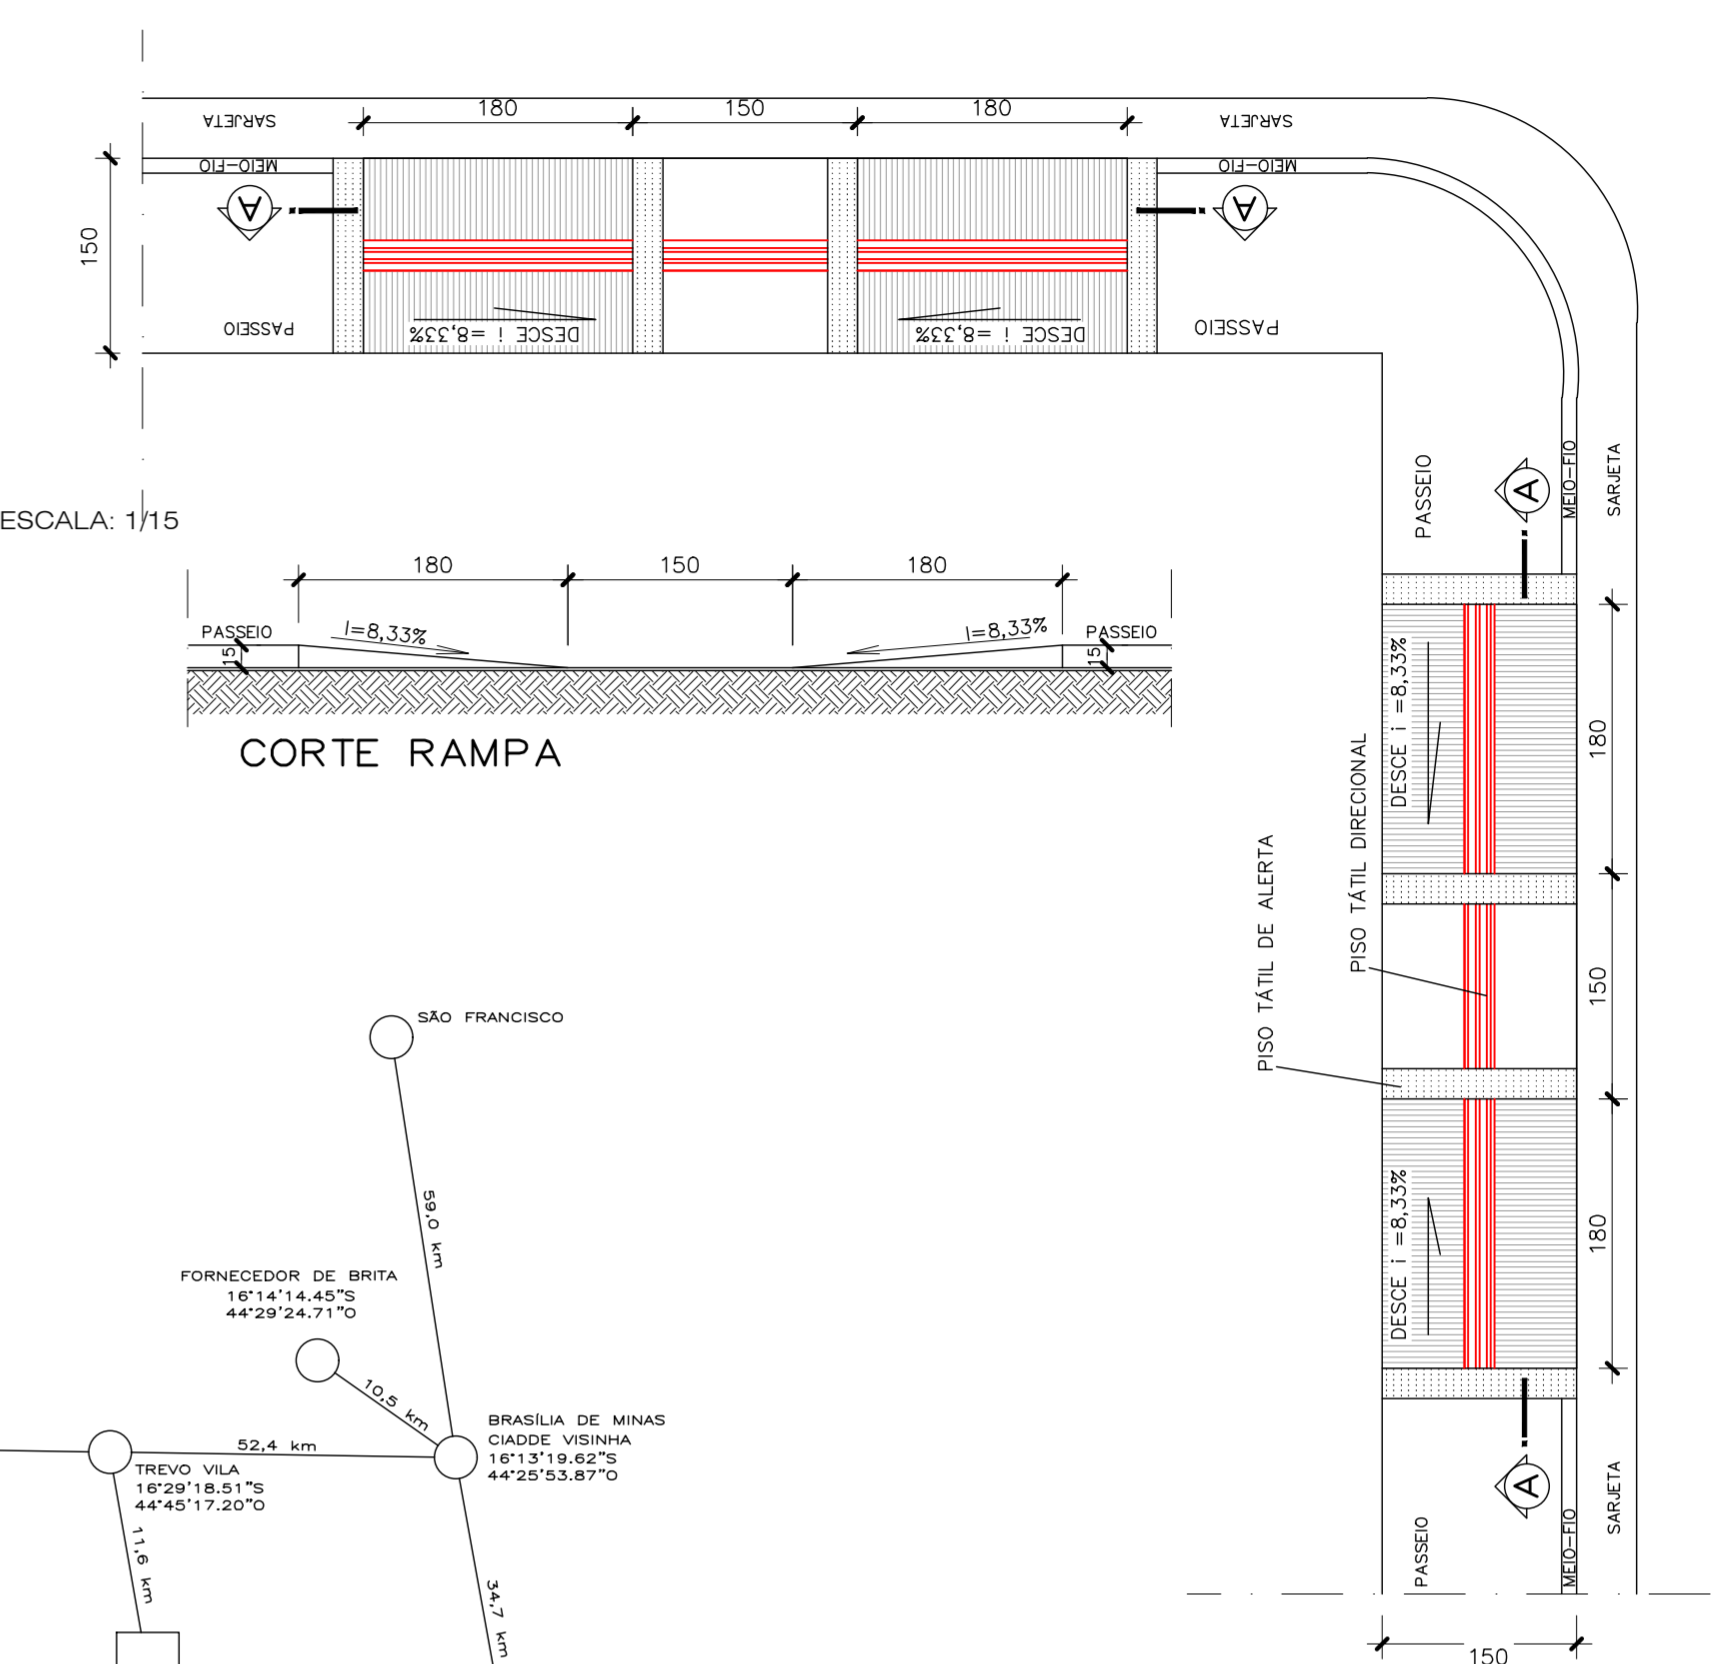 180
150
180
SARJETA
SARJETA
MEIO-FIO
MEIO-FIO
A
A
150
PASSEIO
PASSEIO
DESCE i =8,33%
DESCE i =8,33%
ESCALA: 1/15
180
150
180
PASSEIO
I=8,33%
I=8,33%
PASSEIO
15
15
CORTE RAMPA
PASSEIO
A
MEIO-FIO
SARJETA
DESCE i =8,33%
180
PISO TÁTIL DIRECIONAL
PISO TÁTIL DE ALERTA
150
DESCE i =8,33%
180
A
PASSEIO
MEIO-FIO
SARJETA
150
SÃO FRANCISCO
59,0 km
FORNECEDOR DE BRITA
16°14'14.45"S
44°29'24.71"O
10,5 km
BRASÍLIA DE MINAS
CIADDE VISINHA
16°13'19.62"S
44°25'53.87"O
52,4 km
TREVO VILA
16°29'18.51"S
44°45'17.20"O
11,6 km
34,7 km